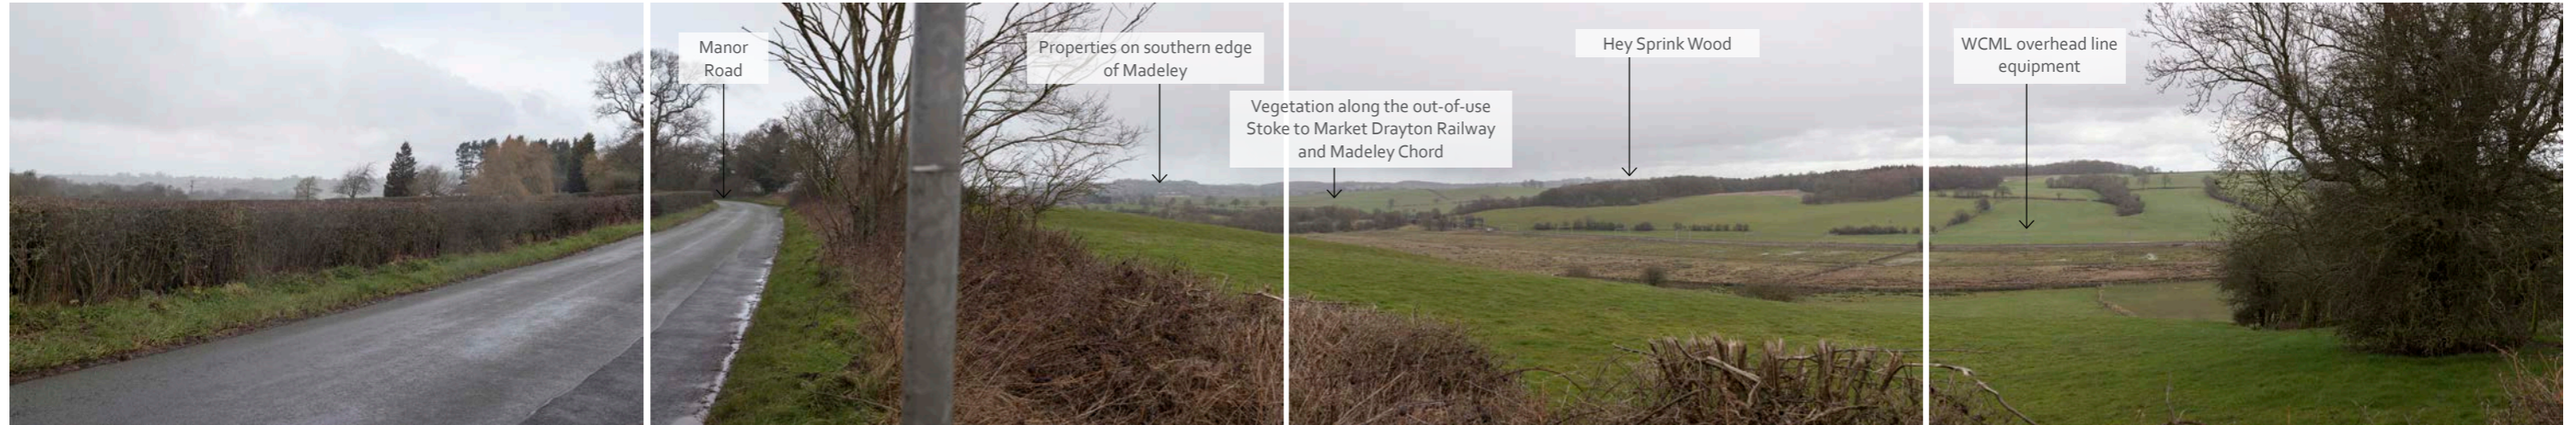 Manor
Road
Properties on southern edge
of Madeley
Vegetation along the out-of-use
Stoke to Market Drayton Railway
and Madeley Chord
Hey Sprink Wood
WCML overhead line
equipment